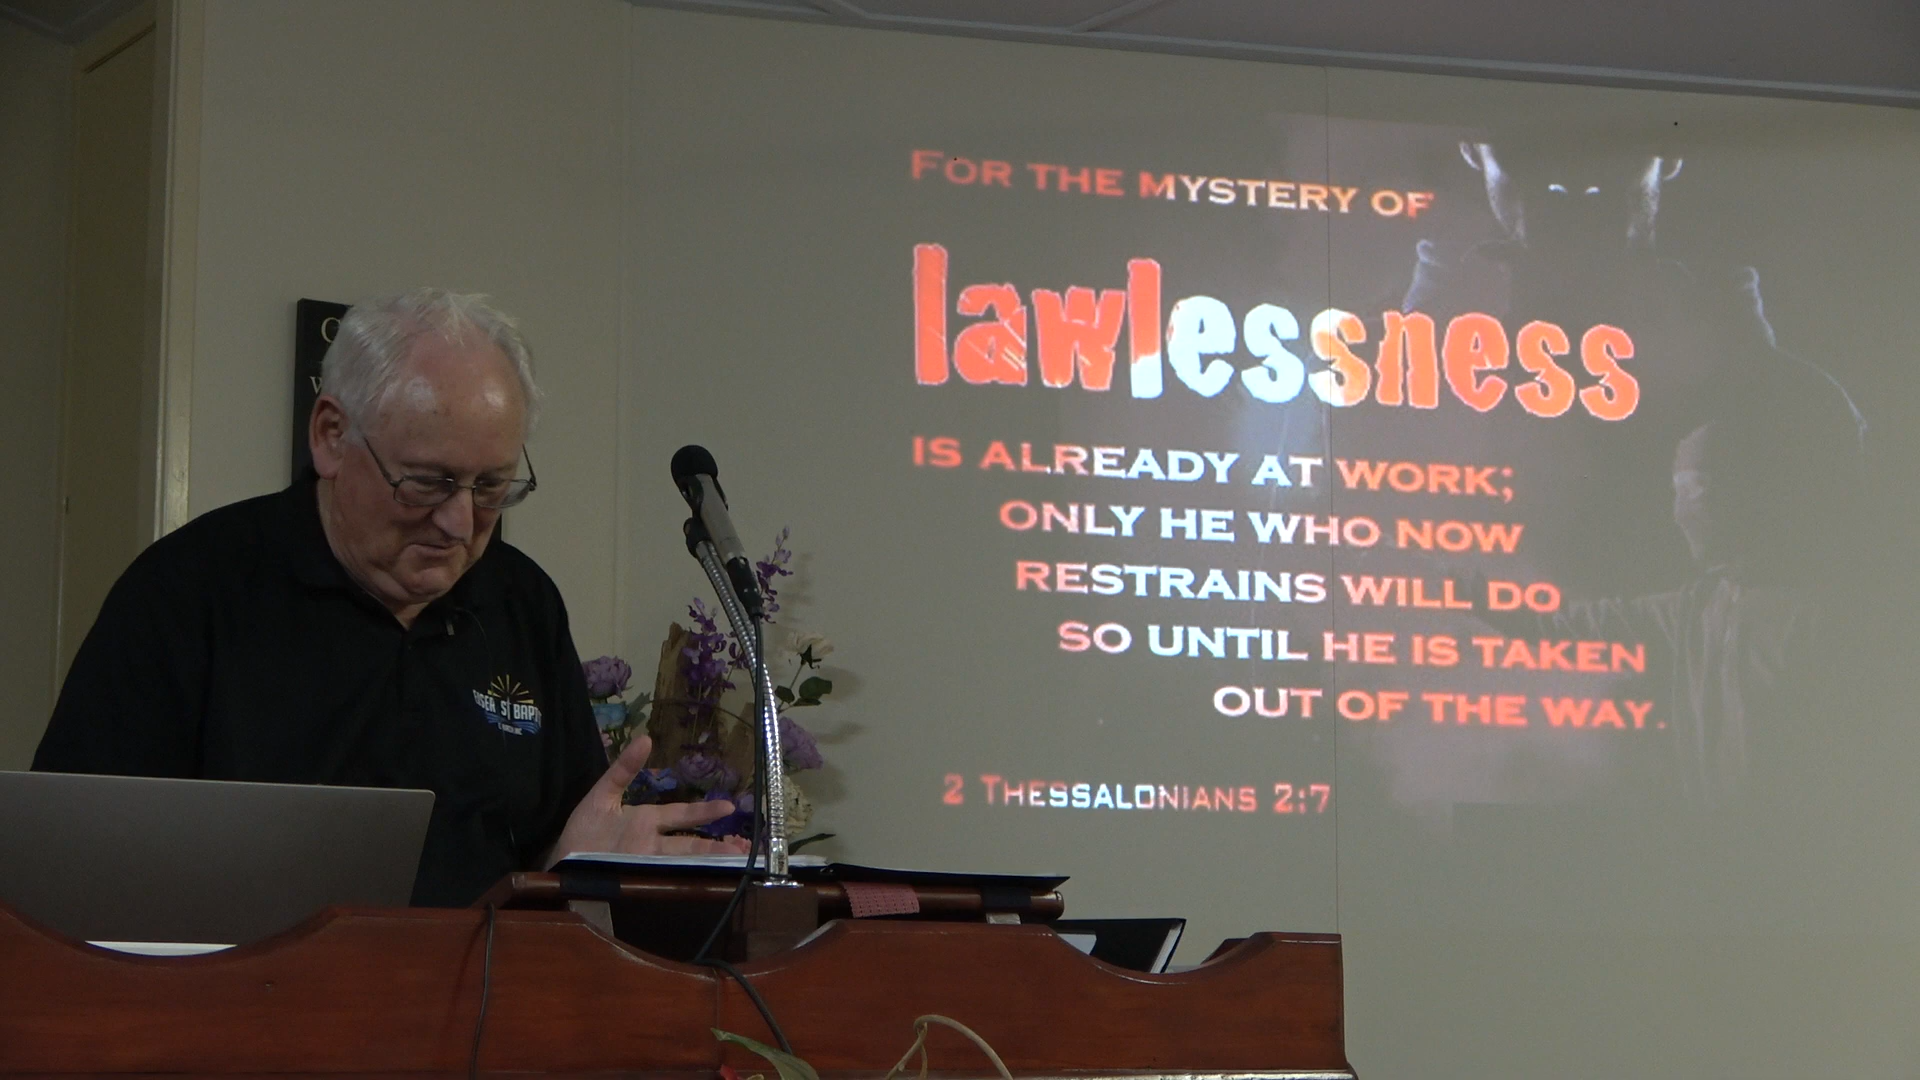 FOR THE MYSTERY OF
lawlessness
IS ALREADY AT WORK;
ONLY HE WHO NOW
RESTRAINS WILL DO
SO UNTIL HE IS TAKEN
OUT OF THE WAY.
2 THESSALONIANS 2:7